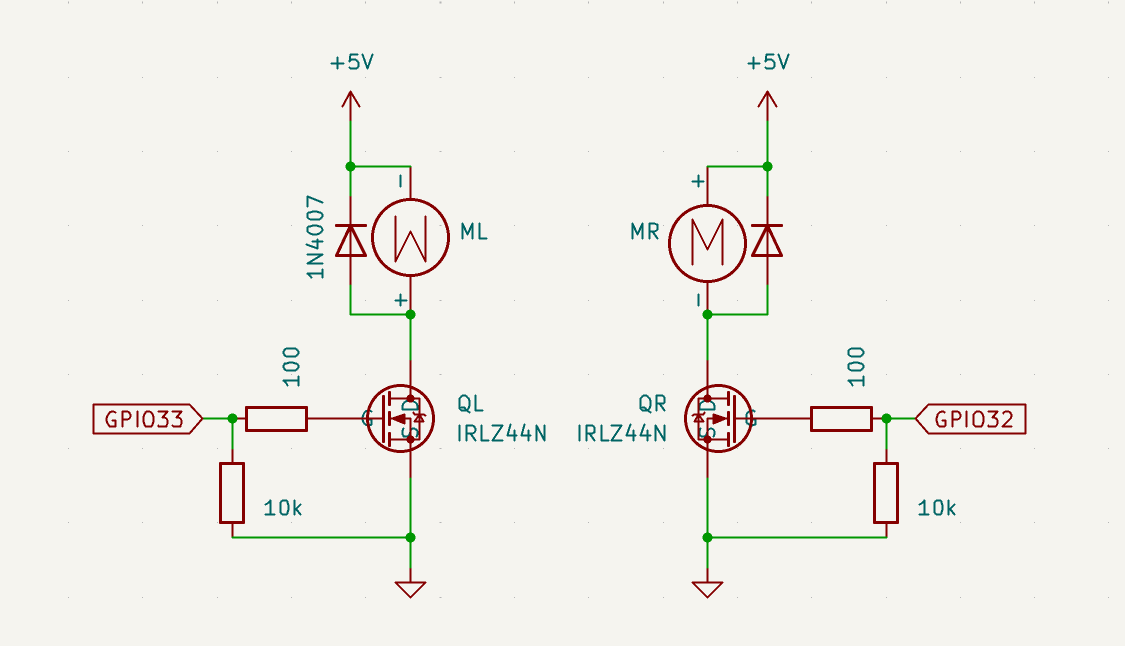 +5V
+5V
-
+
1N4007
M
ML
MR
M
+
-
100
100
GPIO33
G
D
S
QL
IRLZ44N
QR
IRLZ44N
D
S
G
GPIO32
10k
10k